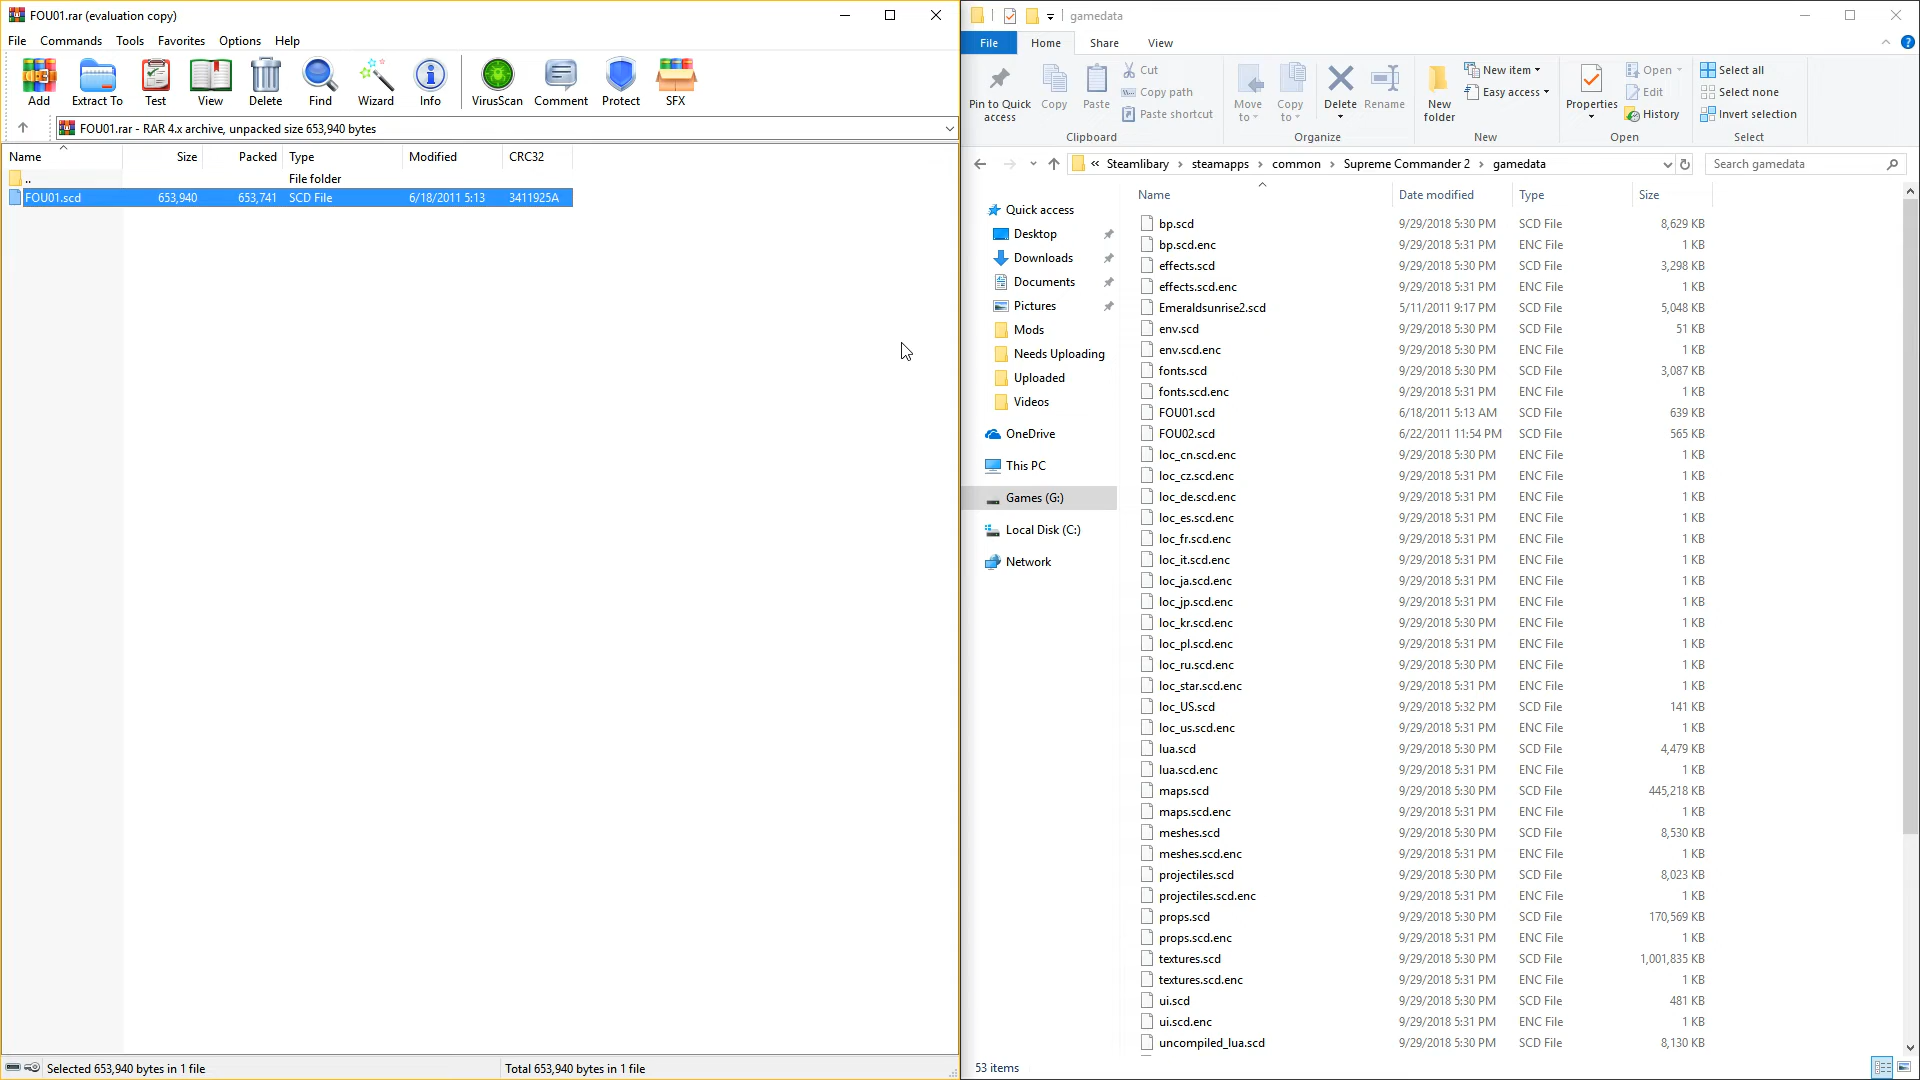 FOU01.rar (evaluation copy)
File Commands Tools Favorites Options Help
Add Extract To Test View Delete Find Wizard Info VirusScan Comment Protect SFX
FOU01.rar - RAR 4.x archive, unpacked size 653,940 bytes
Name Size Packed Type Modified CRC32
.. File folder
FOU01.scd 653,940 653,741 SCD File 6/18/2011 5:13 3411925A
Selected 653,940 bytes in 1 file
Total 653,940 bytes in 1 file
gamedata
File Home Share View
Pin to Quick access
Copy
Paste
Cut
Copy path
Paste shortcut
Clipboard
Move to
Copy to
Delete
Rename
Organize
New folder
New item
Easy access
New
Properties
Open
Edit
History
Open
Select all
Select none
Invert selection
Select
« Steamlibary > steamapps > common > Supreme Commander 2 > gamedata
Search gamedata
Quick access
Desktop
Downloads
Documents
Pictures
Mods
Needs Uploading
Uploaded
Videos
OneDrive
This PC
Games (G:)
Local Disk (C:)
Network
Name Date modified Type Size
bp.scd 9/29/2018 5:30 PM SCD File 8,629 KB
bp.scd.enc 9/29/2018 5:31 PM ENC File 1 KB
effects.scd 9/29/2018 5:30 PM SCD File 3,298 KB
effects.scd.enc 9/29/2018 5:31 PM ENC File 1 KB
Emeraldsunrise2.scd 5/11/2011 9:17 PM SCD File 5,048 KB
env.scd 9/29/2018 5:30 PM SCD File 51 KB
env.scd.enc 9/29/2018 5:30 PM ENC File 1 KB
fonts.scd 9/29/2018 5:30 PM SCD File 3,087 KB
fonts.scd.enc 9/29/2018 5:31 PM ENC File 1 KB
FOU01.scd 6/18/2011 5:13 AM SCD File 639 KB
FOU02.scd 6/22/2011 11:54 PM SCD File 565 KB
loc_cn.scd.enc 9/29/2018 5:30 PM ENC File 1 KB
loc_cz.scd.enc 9/29/2018 5:31 PM ENC File 1 KB
loc_de.scd.enc 9/29/2018 5:31 PM ENC File 1 KB
loc_es.scd.enc 9/29/2018 5:31 PM ENC File 1 KB
loc_fr.scd.enc 9/29/2018 5:31 PM ENC File 1 KB
loc_it.scd.enc 9/29/2018 5:31 PM ENC File 1 KB
loc_ja.scd.enc 9/29/2018 5:31 PM ENC File 1 KB
loc_jp.scd.enc 9/29/2018 5:31 PM ENC File 1 KB
loc_kr.scd.enc 9/29/2018 5:30 PM ENC File 1 KB
loc_pl.scd.enc 9/29/2018 5:31 PM ENC File 1 KB
loc_ru.scd.enc 9/29/2018 5:30 PM ENC File 1 KB
loc_star.scd.enc 9/29/2018 5:31 PM ENC File 1 KB
loc_US.scd 9/29/2018 5:32 PM SCD File 141 KB
loc_us.scd.enc 9/29/2018 5:31 PM ENC File 1 KB
lua.scd 9/29/2018 5:30 PM SCD File 4,479 KB
lua.scd.enc 9/29/2018 5:31 PM ENC File 1 KB
maps.scd 9/29/2018 5:30 PM SCD File 445,218 KB
maps.scd.enc 9/29/2018 5:31 PM ENC File 1 KB
meshes.scd 9/29/2018 5:30 PM SCD File 8,530 KB
meshes.scd.enc 9/29/2018 5:31 PM ENC File 1 KB
projectiles.scd 9/29/2018 5:30 PM SCD File 8,023 KB
projectiles.scd.enc 9/29/2018 5:31 PM ENC File 1 KB
props.scd 9/29/2018 5:30 PM SCD File 170,569 KB
props.scd.enc 9/29/2018 5:31 PM ENC File 1 KB
textures.scd 9/29/2018 5:30 PM SCD File 1,001,835 KB
textures.scd.enc 9/29/2018 5:31 PM ENC File 1 KB
ui.scd 9/29/2018 5:30 PM SCD File 481 KB
ui.scd.enc 9/29/2018 5:31 PM ENC File 1 KB
uncompiled_lua.scd 9/29/2018 5:30 PM SCD File 8,130 KB
53 items